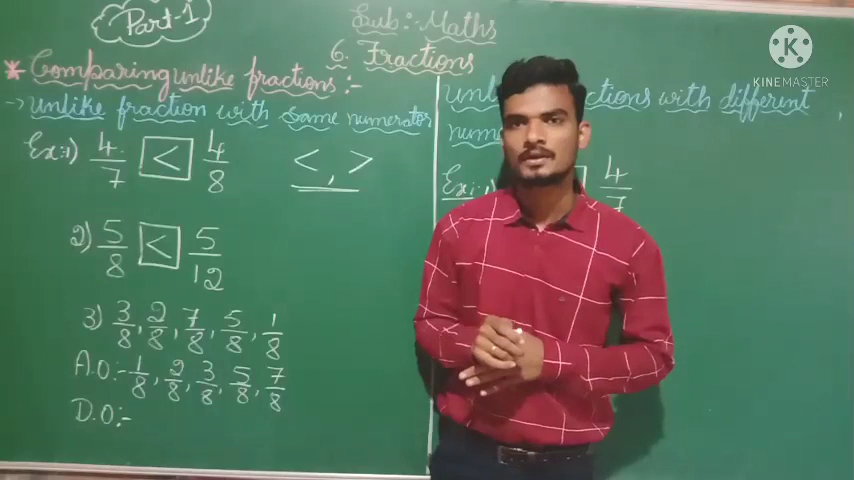 Part-1
Sub:- Maths
6. Fractions
* Comparing unlike fractions:-
→ Unlike fraction with same numerator
Ex:1) 4/7 < 4/8 < , >
2) 5/8 < 5/12
3) 3/8, 2/8, 7/8, 5/8, 1/8
A.O:- 1/8, 2/8, 3/8, 5/8, 7/8
D.O:-
ctions with different
Ex:- 4/7
KINEMASTER